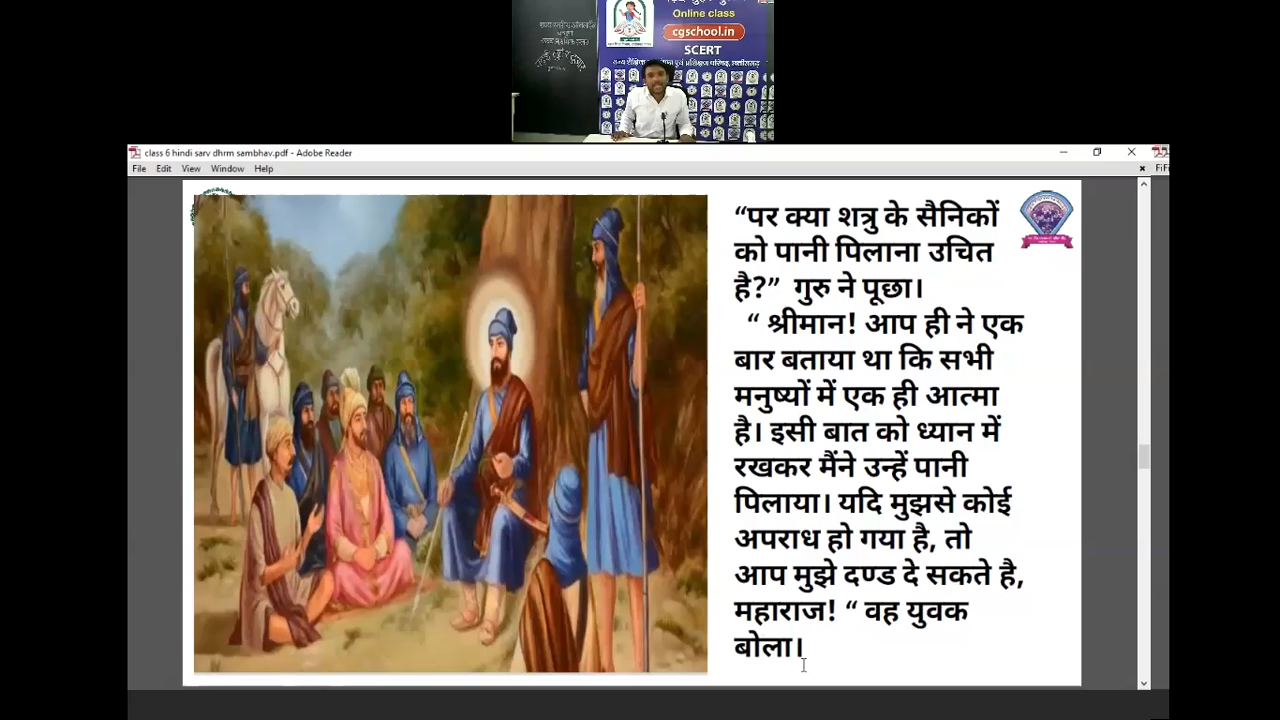 Online class
cgschool.in
SCERT
class 6 hindi sarv dhrm sambhav.pdf - Adobe Reader
File Edit View Window Help
“पर क्या शत्रु के सैनिकों
को पानी पिलाना उचित
है?” गुरु ने पूछा।
“ श्रीमान! आप ही ने एक
बार बताया था कि सभी
मनुष्यों में एक ही आत्मा
है। इसी बात को ध्यान में
रखकर मैंने उन्हें पानी
पिलाया। यदि मुझसे कोई
अपराध हो गया है, तो
आप मुझे दण्ड दे सकते है,
महाराज! “ वह युवक
बोला।